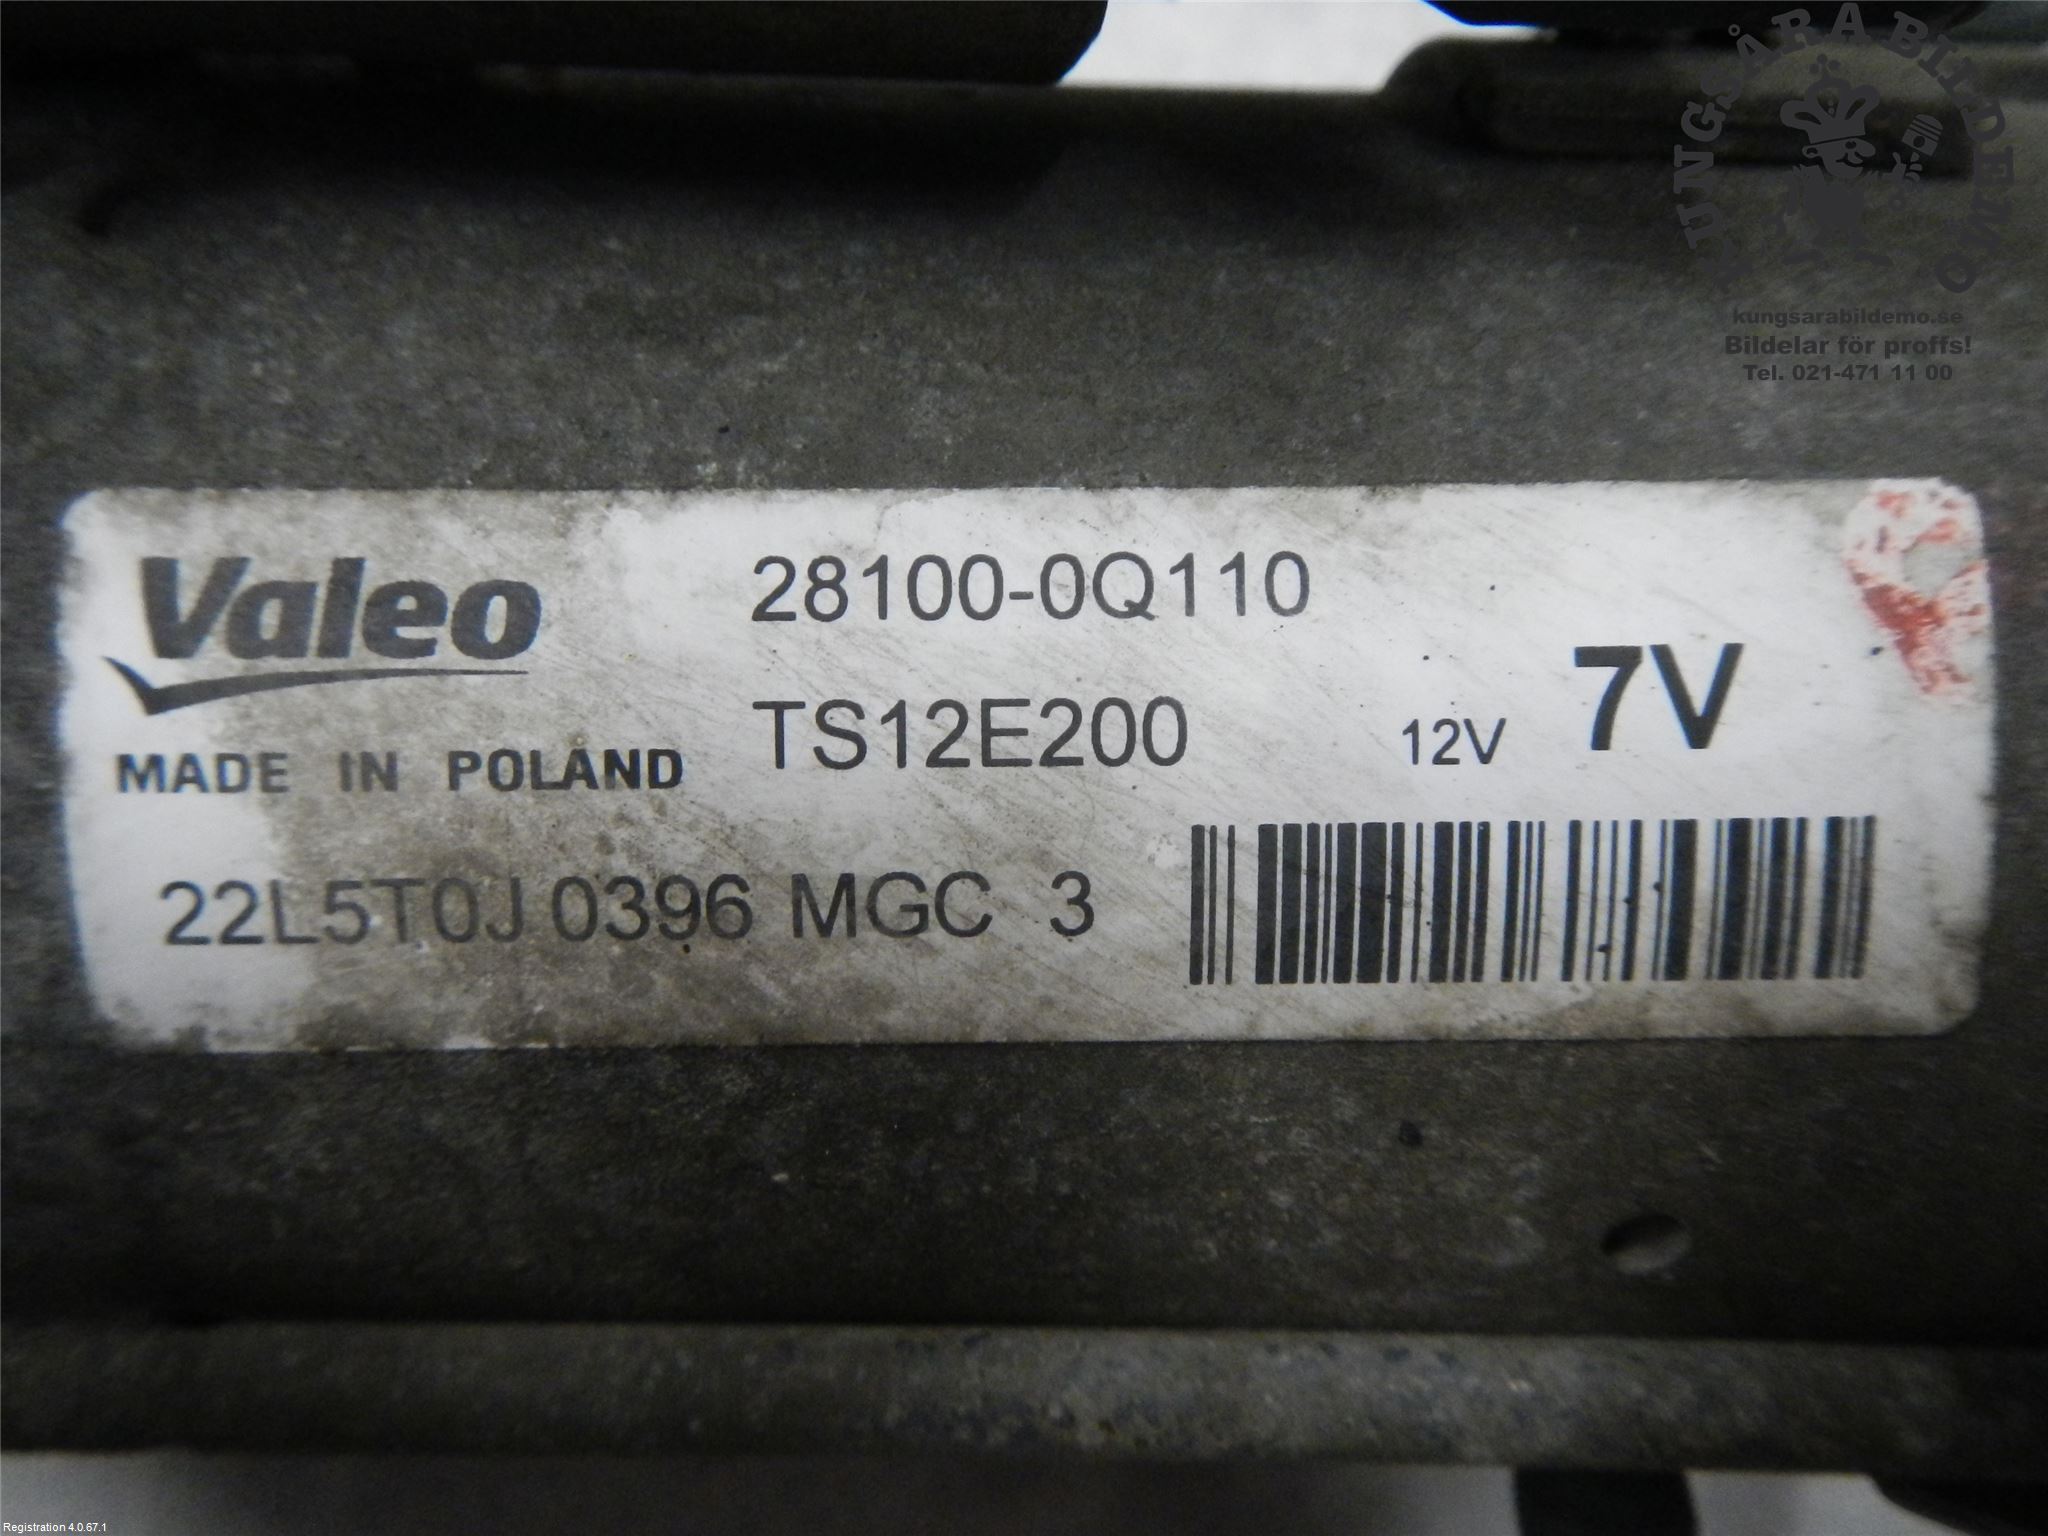 KUNGSÅRA BILDEMO
kungsarabildemo.se
Bildelar för proffs!
Tel. 021-471 11 00
Valeo
28100-0Q110
TS12E200
12V
7V
MADE IN POLAND
22L5T0J 0396 MGC 3
Registration 4.0.67.1